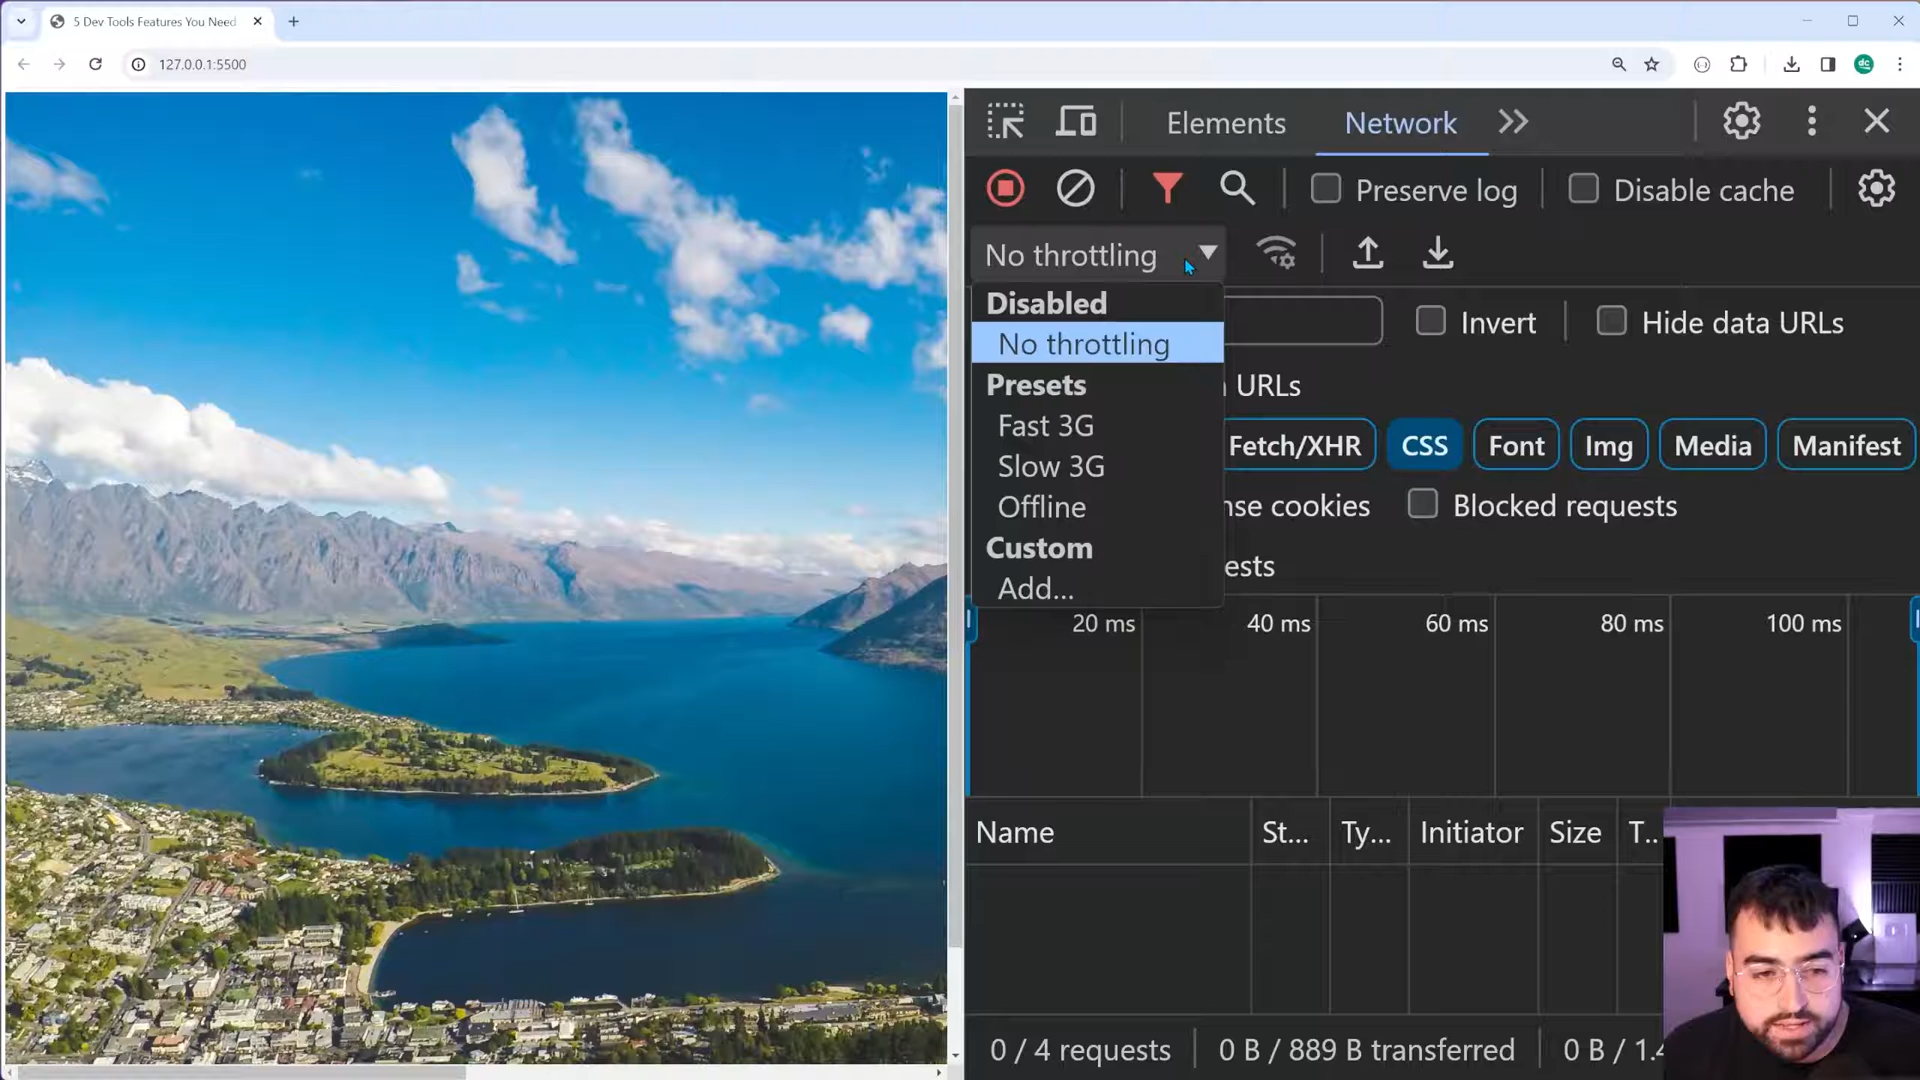 5 Dev Tools Features You Need
127.0.0.1:5500
Elements Network
Preserve log Disable cache
No throttling
Disabled
No throttling
Invert Hide data URLs
Presets
URLs
Fast 3G
Fetch/XHR CSS Font Img Media Manifest
Slow 3G
Offline
nse cookies Blocked requests
Custom
ests
Add...
20 ms 40 ms 60 ms 80 ms 100 ms
Name St... Ty... Initiator Size T..
0 / 4 requests 0 B / 889 B transferred 0 B / 1.4